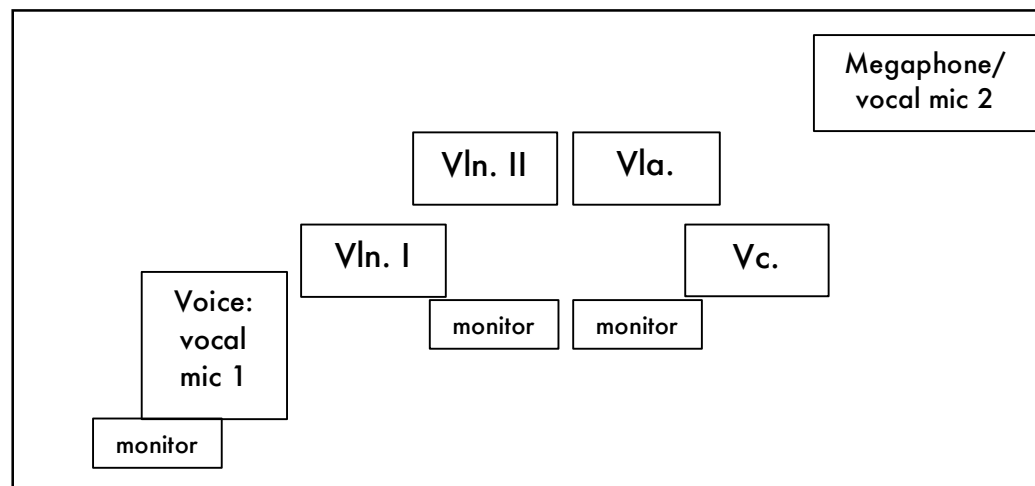 Megaphone/
vocal mic 2
Vln. II
Vla.
Vln. I
Vc.
Voice:
vocal
mic 1
monitor
monitor
monitor